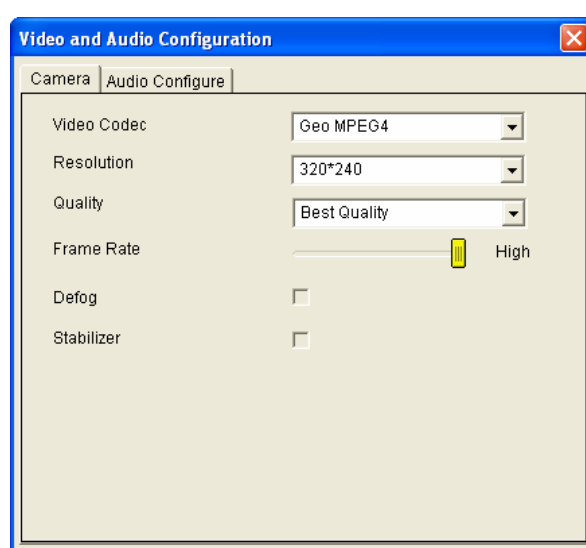 Video and Audio Configuration
Camera Audio Configure
Video Codec Geo MPEG4
Resolution 320*240
Quality Best Quality
Frame Rate High
Defog
Stabilizer